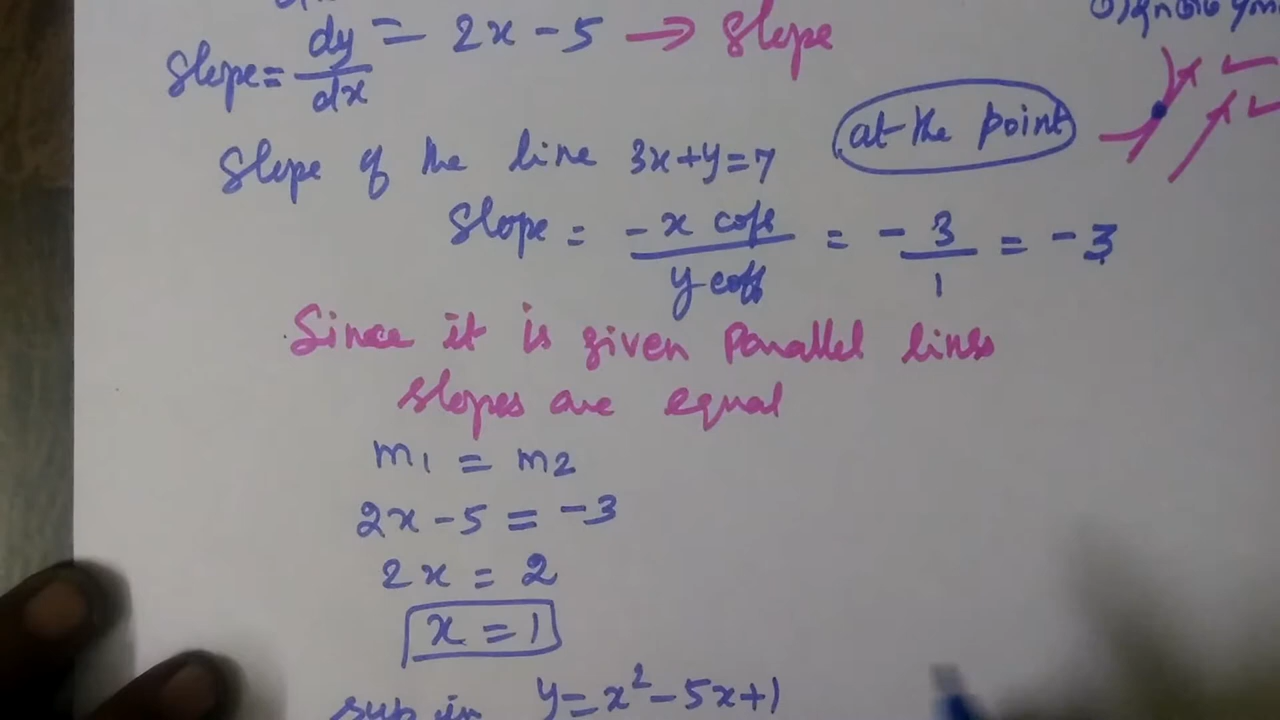 Slope = dy/dx = 2x - 5 → Slope
at the point
Slope of the line 3x+y=7
Slope = -x coff / y coff = - 3/1 = -3
Since it is given Parallel lines
slopes are equal
m1 = m2
2x - 5 = -3
2x = 2
x = 1
sub in y = x² - 5x + 1